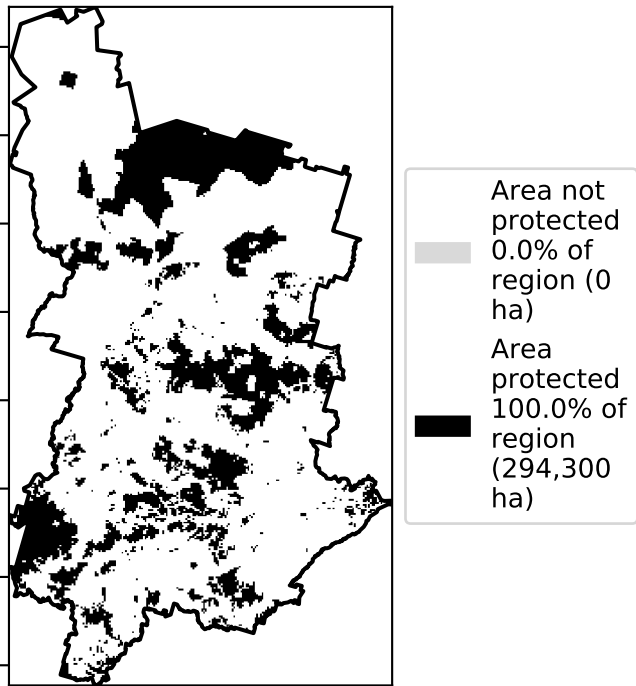 Area not
protected
0.0% of
region (0
ha)
Area
protected
100.0% of
region
(294,300
ha)